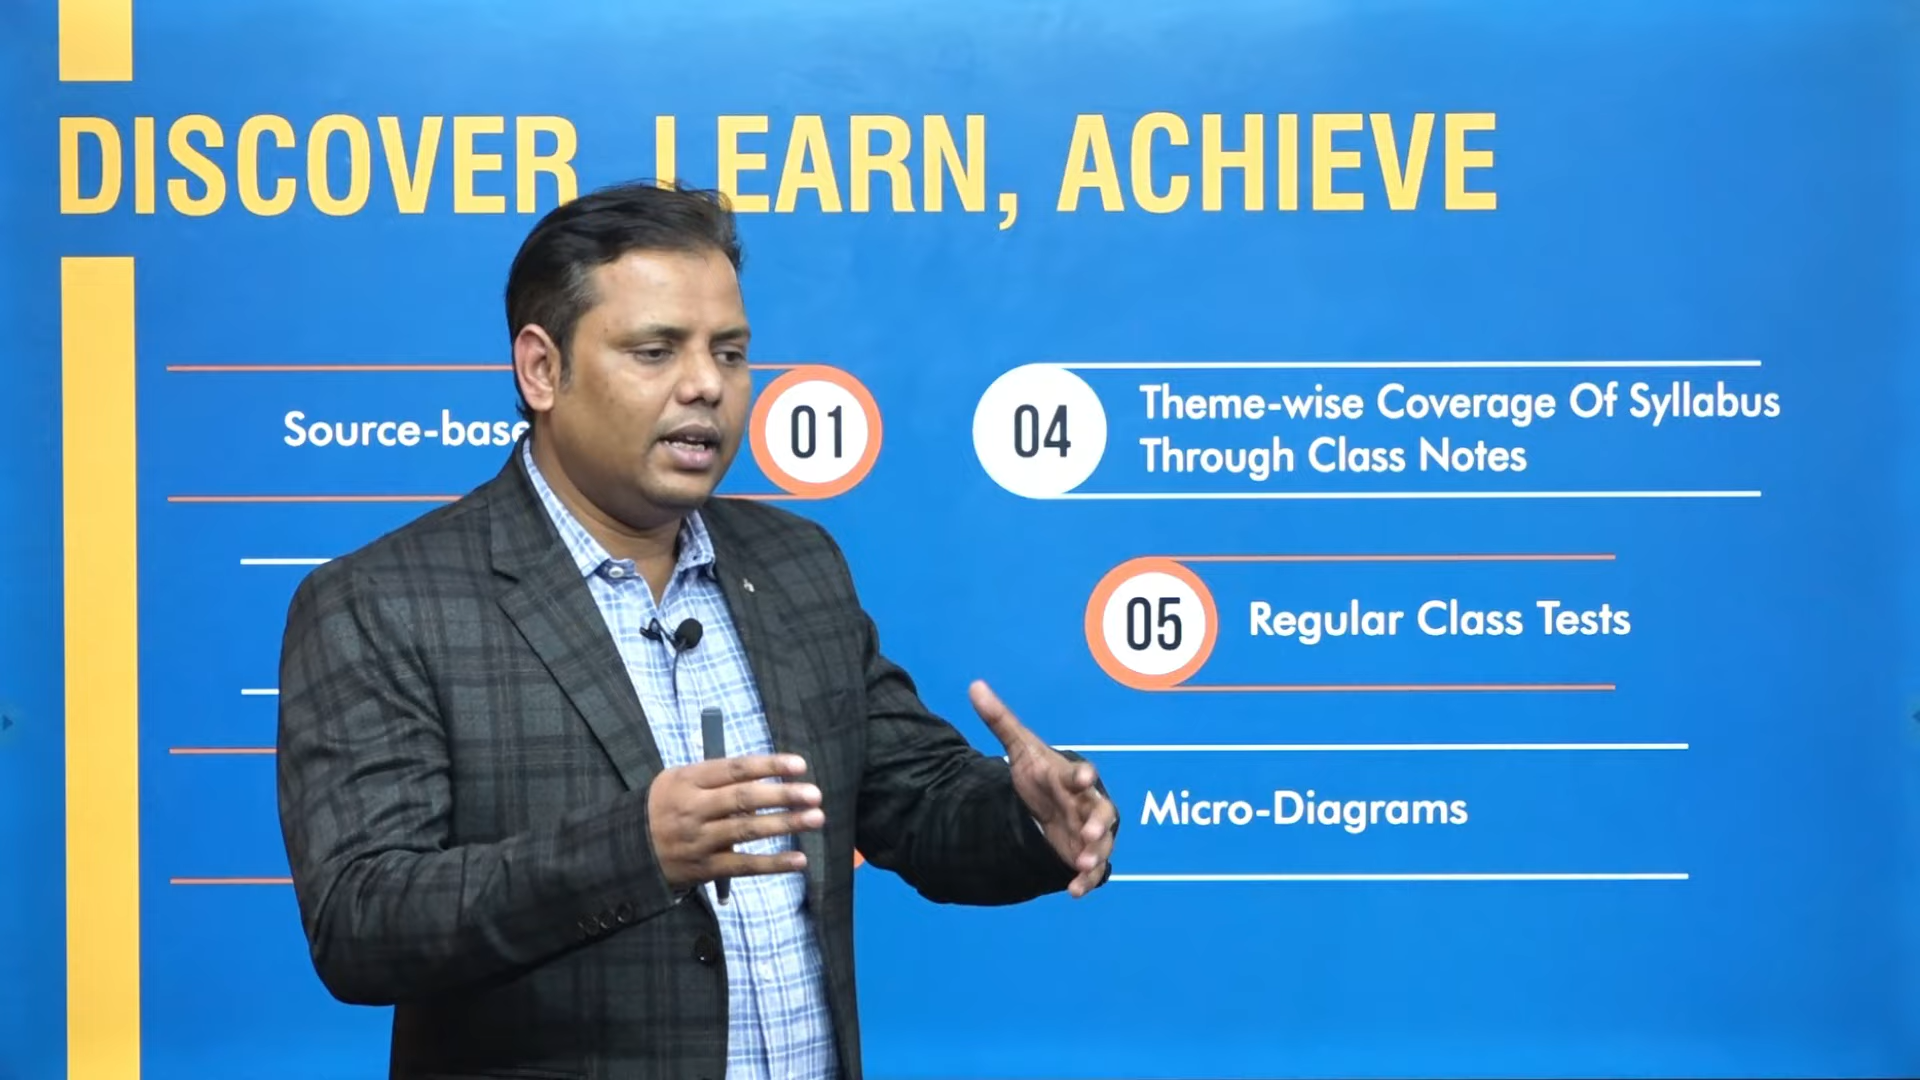 DISCOVER, LEARN, ACHIEVE
Source-base
01
04
Theme-wise Coverage Of Syllabus
Through Class Notes
05
Regular Class Tests
Micro-Diagrams